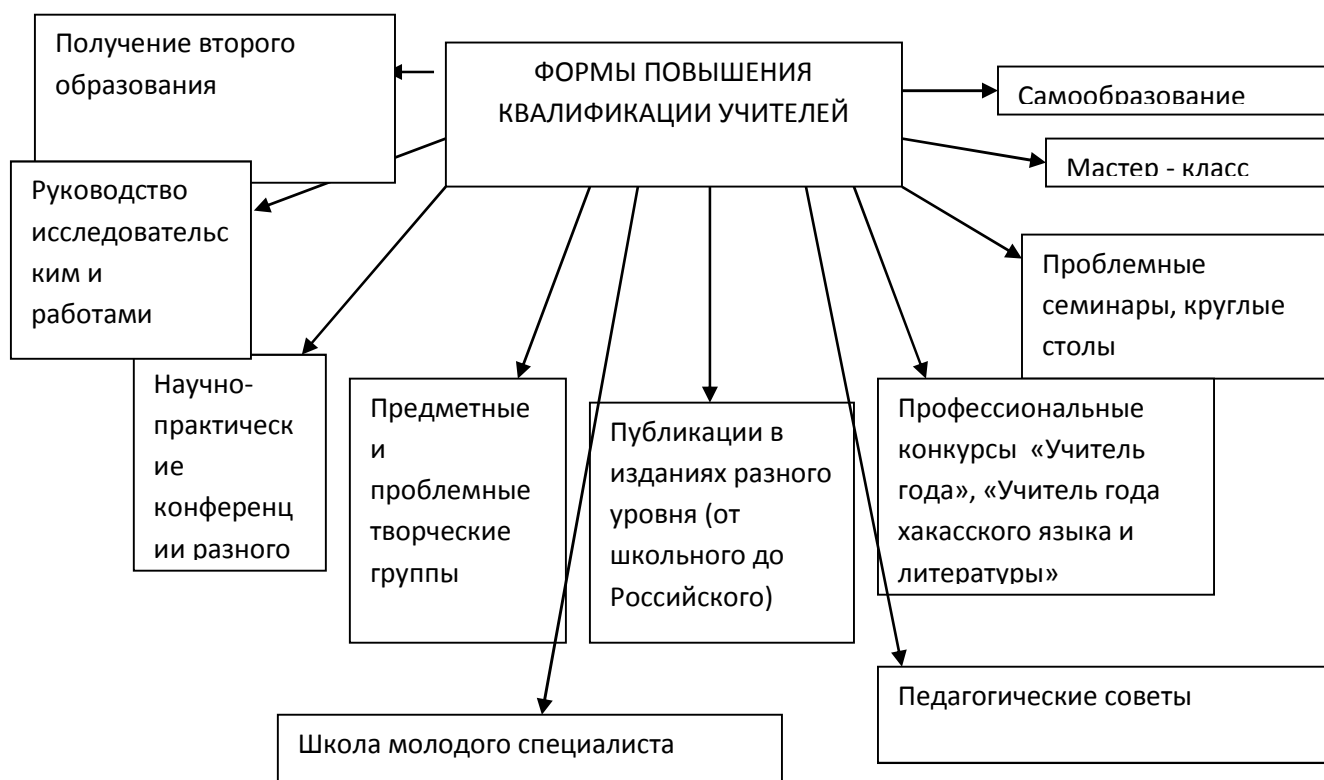 Получение второго
образования
ФОРМЫ ПОВЫШЕНИЯ
КВАЛИФИКАЦИИ УЧИТЕЛЕЙ
Самообразование
Мастер - класс
Руководство
исследовательс
ким и
работами
Проблемные
семинары, круглые
столы
Научно-
практическ
ие
конференц
ии разного
Предметные
и
проблемные
творческие
группы
Публикации в
изданиях разного
уровня (от
школьного до
Российского)
Профессиональные
конкурсы «Учитель
года», «Учитель года
хакасского языка и
литературы»
Педагогические советы
Школа молодого специалиста